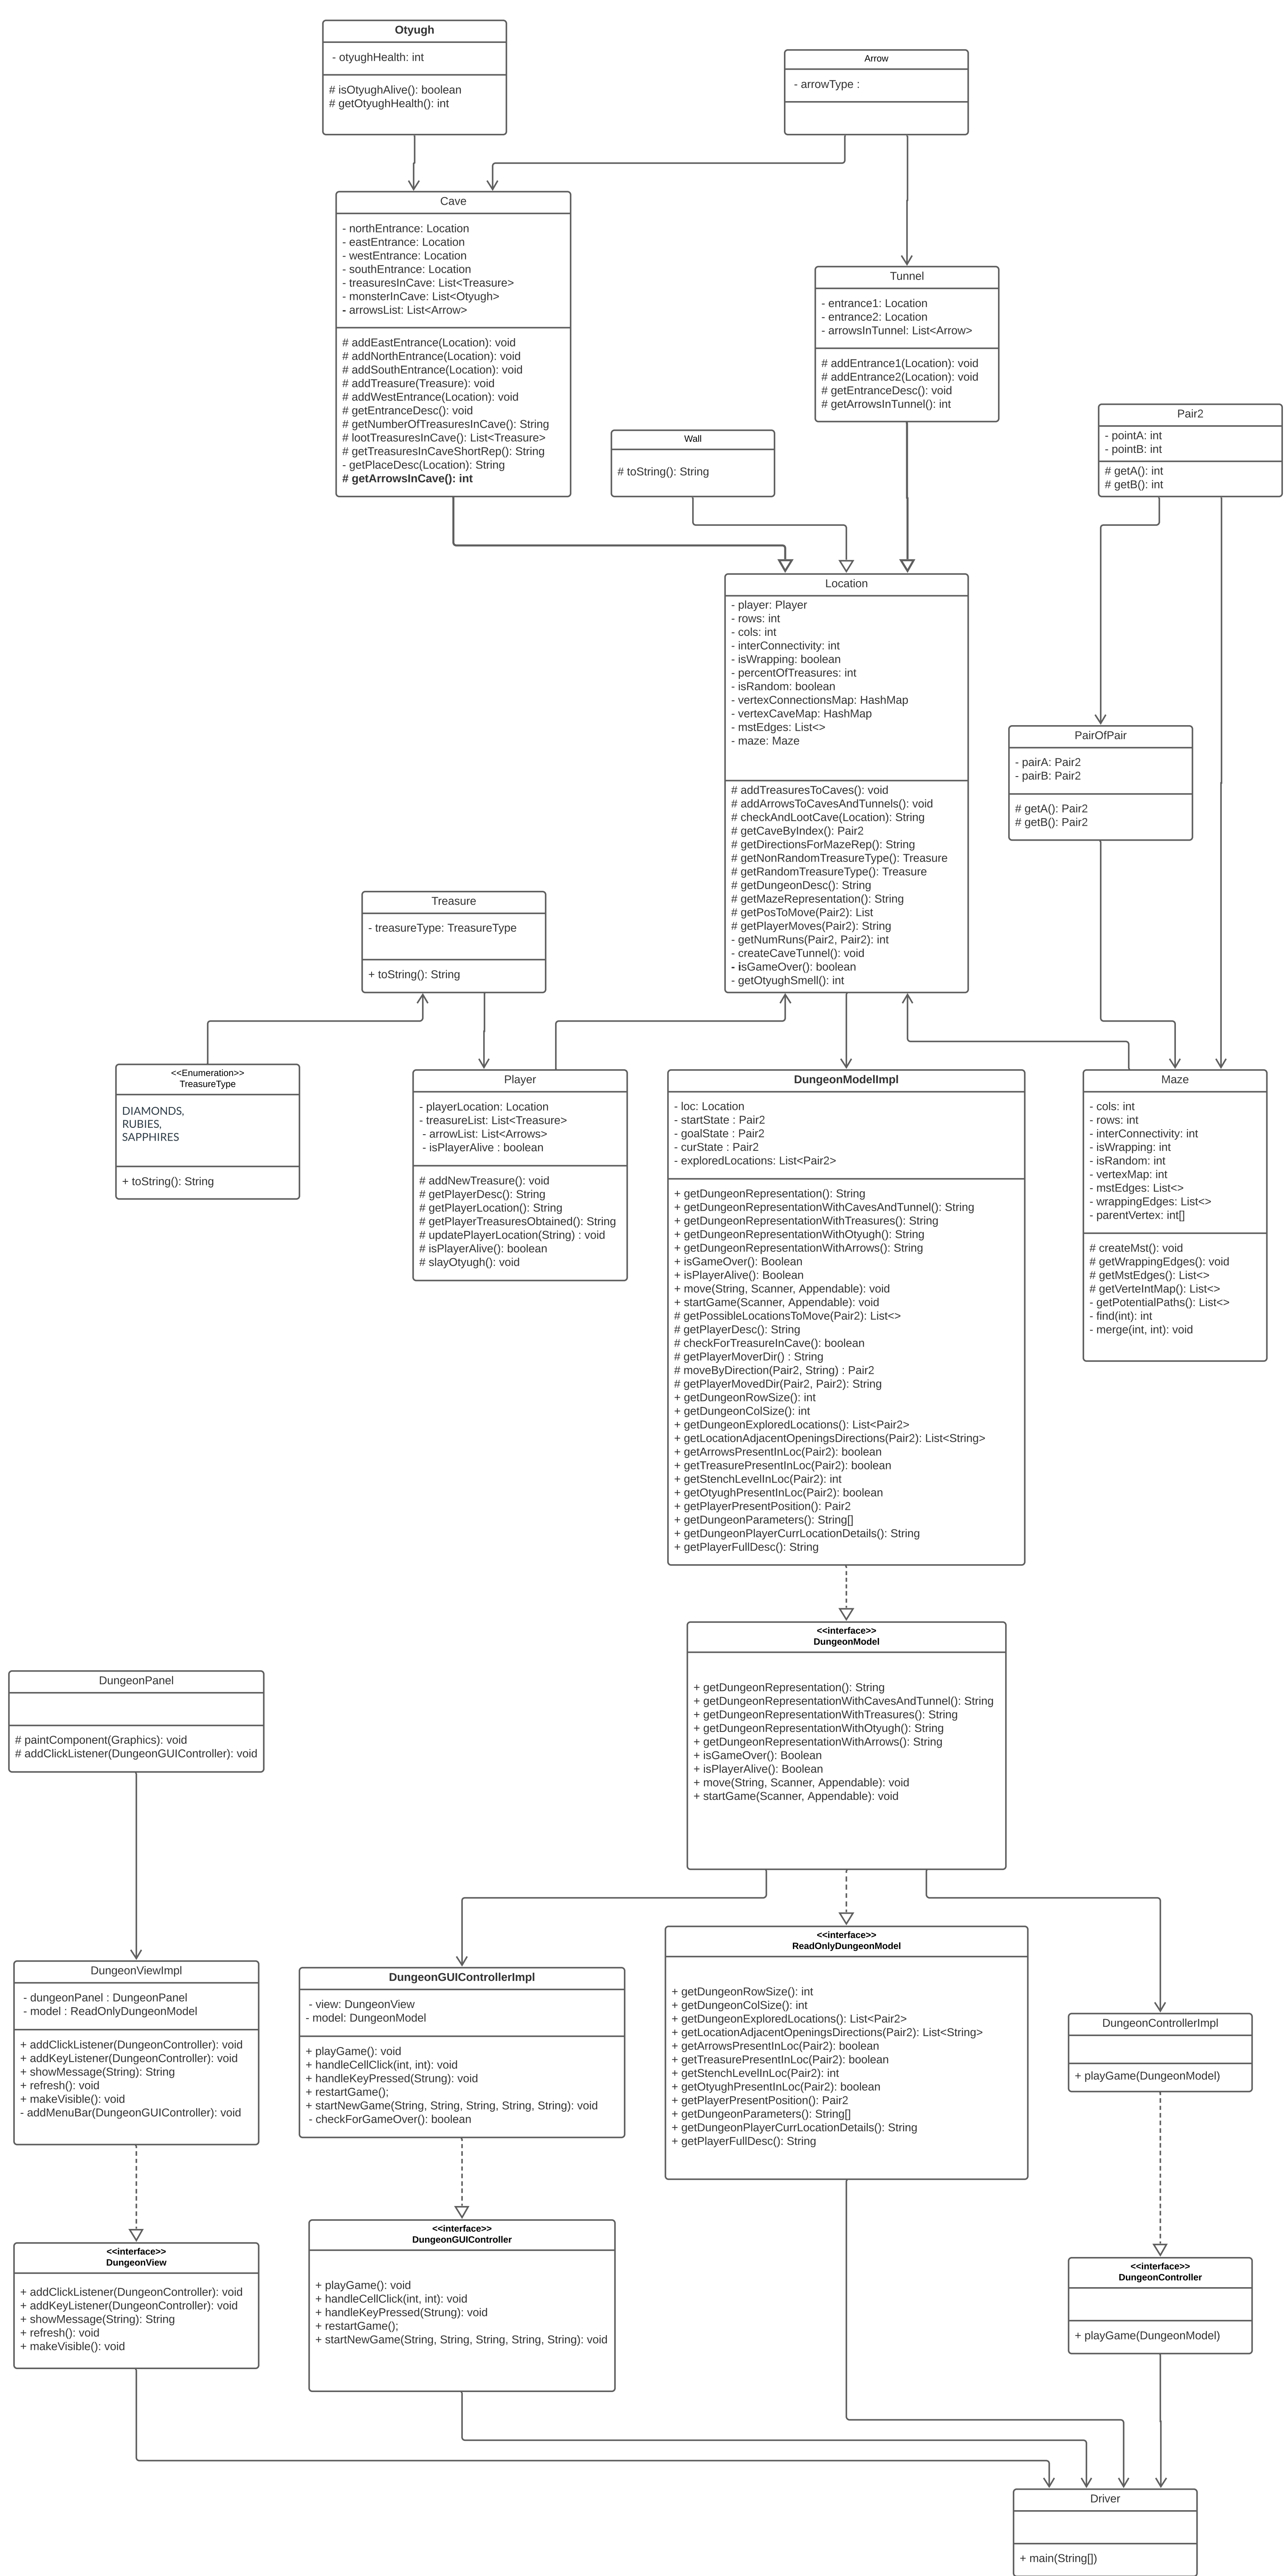 Otyugh
- otyughHealth: int
# isOtyughAlive(): boolean
# getOtyughHealth(): int
Arrow
- arrowType :
Cave
- northEntrance: Location
- eastEntrance: Location
- westEntrance: Location
- southEntrance: Location
- treasuresInCave: List<Treasure>
- monsterInCave: List<Otyugh>
- arrowsList: List<Arrow>
# addEastEntrance(Location): void
# addNorthEntrance(Location): void
# addSouthEntrance(Location): void
# addTreasure(Treasure): void
# addWestEntrance(Location): void
# getEntranceDesc(): void
# getNumberOfTreasuresInCave(): String
# lootTreasuresInCave(): List<Treasure>
# getTreasuresInCaveShortRep(): String
- getPlaceDesc(Location): String
# getArrowsInCave(): int
Tunnel
- entrance1: Location
- entrance2: Location
- arrowsInTunnel: List<Arrow>
# addEntrance1(Location): void
# addEntrance2(Location): void
# getEntranceDesc(): void
# getArrowsInTunnel(): int
Wall
# toString(): String
Pair2
- pointA: int
- pointB: int
# getA(): int
# getB(): int
Location
- player: Player
- rows: int
- cols: int
- interConnectivity: int
- isWrapping: boolean
- percentOfTreasures: int
- isRandom: boolean
- vertexConnectionsMap: HashMap
- vertexCaveMap: HashMap
- mstEdges: List<>
- maze: Maze
# addTreasuresToCaves(): void
# addArrowsToCavesAndTunnels(): void
# checkAndLootCave(Location): String
# getCaveByIndex(): Pair2
# getDirectionsForMazeRep(): String
# getNonRandomTreasureType(): Treasure
# getRandomTreasureType(): Treasure
# getDungeonDesc(): String
# getMazeRepresentation(): String
# getPosToMove(Pair2): List
# getPlayerMoves(Pair2): String
- getNumRuns(Pair2, Pair2): int
- createCaveTunnel(): void
- isGameOver(): boolean
- getOtyughSmell(): int
PairOfPair
- pairA: Pair2
- pairB: Pair2
# getA(): Pair2
# getB(): Pair2
Treasure
- treasureType: TreasureType
+ toString(): String
<<Enumeration>>
TreasureType
DIAMONDS,
RUBIES,
SAPPHIRES
+ toString(): String
Player
- playerLocation: Location
- treasureList: List<Treasure>
- arrowList: List<Arrows>
- isPlayerAlive : boolean
# addNewTreasure(): void
# getPlayerDesc(): String
# getPlayerLocation(): String
# getPlayerTreasuresObtained(): String
# updatePlayerLocation(String) : void
# isPlayerAlive(): boolean
# slayOtyugh(): void
DungeonModelImpl
- loc: Location
- startState : Pair2
- goalState : Pair2
- curState : Pair2
- exploredLocations: List<Pair2>
+ getDungeonRepresentation(): String
+ getDungeonRepresentationWithCavesAndTunnel(): String
+ getDungeonRepresentationWithTreasures(): String
+ getDungeonRepresentationWithOtyugh(): String
+ getDungeonRepresentationWithArrows(): String
+ isGameOver(): Boolean
+ isPlayerAlive(): Boolean
+ move(String, Scanner, Appendable): void
+ startGame(Scanner, Appendable): void
# getPossibleLocationsToMove(Pair2): List<>
# getPlayerDesc(): String
# checkForTreasureInCave(): boolean
# getPlayerMoverDir() : String
# moveByDirection(Pair2, String) : Pair2
# getPlayerMovedDir(Pair2, Pair2): String
+ getDungeonRowSize(): int
+ getDungeonColSize(): int
+ getDungeonExploredLocations(): List<Pair2>
+ getLocationAdjacentOpeningsDirections(Pair2): List<String>
+ getArrowsPresentInLoc(Pair2): boolean
+ getTreasurePresentInLoc(Pair2): boolean
+ getStenchLevelInLoc(Pair2): int
+ getOtyughPresentInLoc(Pair2): boolean
+ getPlayerPresentPosition(): Pair2
+ getDungeonParameters(): String[]
+ getDungeonPlayerCurrLocationDetails(): String
+ getPlayerFullDesc(): String
Maze
- cols: int
- rows: int
- interConnectivity: int
- isWrapping: int
- isRandom: int
- vertexMap: int
- mstEdges: List<>
- wrappingEdges: List<>
- parentVertex: int[]
# createMst(): void
# getWrappingEdges(): void
# getMstEdges(): List<>
# getVerteIntMap(): List<>
- getPotentialPaths(): List<>
- find(int): int
- merge(int, int): void
<<interface>>
DungeonModel
+ getDungeonRepresentation(): String
+ getDungeonRepresentationWithCavesAndTunnel(): String
+ getDungeonRepresentationWithTreasures(): String
+ getDungeonRepresentationWithOtyugh(): String
+ getDungeonRepresentationWithArrows(): String
+ isGameOver(): Boolean
+ isPlayerAlive(): Boolean
+ move(String, Scanner, Appendable): void
+ startGame(Scanner, Appendable): void
DungeonPanel
# paintComponent(Graphics): void
# addClickListener(DungeonGUIController): void
DungeonViewImpl
- dungeonPanel : DungeonPanel
- model : ReadOnlyDungeonModel
+ addClickListener(DungeonController): void
+ addKeyListener(DungeonController): void
+ showMessage(String): String
+ refresh(): void
+ makeVisible(): void
- addMenuBar(DungeonGUIController): void
DungeonGUIControllerImpl
- view: DungeonView
- model: DungeonModel
+ playGame(): void
+ handleCellClick(int, int): void
+ handleKeyPressed(Strung): void
+ restartGame();
+ startNewGame(String, String, String, String, String): void
- checkForGameOver(): boolean
<<interface>>
ReadOnlyDungeonModel
+ getDungeonRowSize(): int
+ getDungeonColSize(): int
+ getDungeonExploredLocations(): List<Pair2>
+ getLocationAdjacentOpeningsDirections(Pair2): List<String>
+ getArrowsPresentInLoc(Pair2): boolean
+ getTreasurePresentInLoc(Pair2): boolean
+ getStenchLevelInLoc(Pair2): int
+ getOtyughPresentInLoc(Pair2): boolean
+ getPlayerPresentPosition(): Pair2
+ getDungeonParameters(): String[]
+ getDungeonPlayerCurrLocationDetails(): String
+ getPlayerFullDesc(): String
DungeonControllerImpl
+ playGame(DungeonModel)
<<interface>>
DungeonView
+ addClickListener(DungeonController): void
+ addKeyListener(DungeonController): void
+ showMessage(String): String
+ refresh(): void
+ makeVisible(): void
<<interface>>
DungeonGUIController
+ playGame(): void
+ handleCellClick(int, int): void
+ handleKeyPressed(Strung): void
+ restartGame();
+ startNewGame(String, String, String, String, String): void
<<interface>>
DungeonController
+ playGame(DungeonModel)
Driver
+ main(String[])